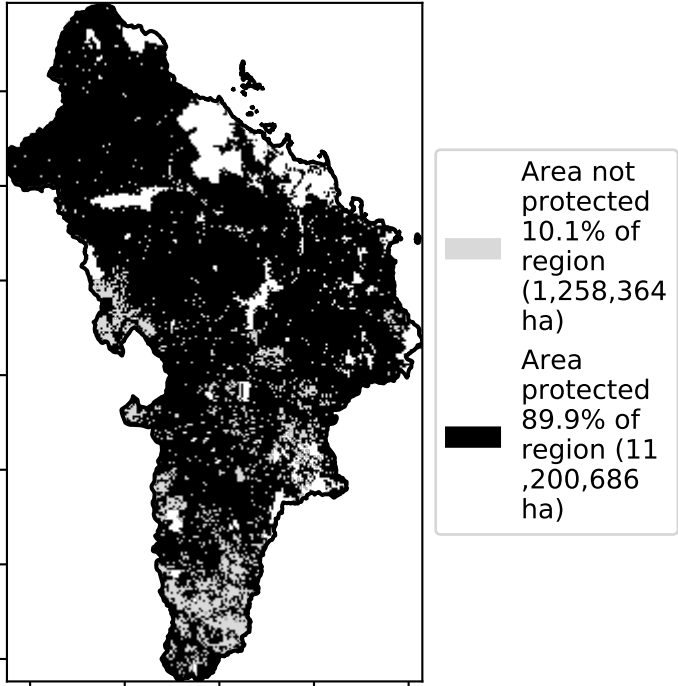 Area not
protected
10.1% of
region
(1,258,364
ha)
Area
protected
89.9% of
region (11
,200,686
ha)